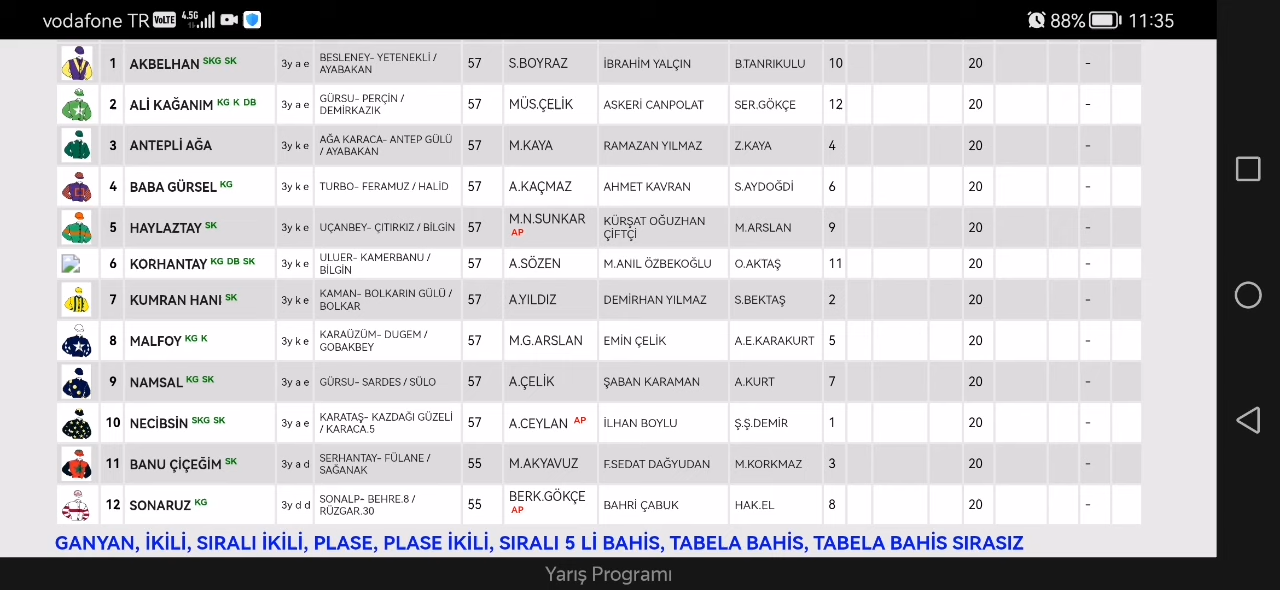 vodafone TR VoLTE 4.5G 88% 11:35
1 AKBELHAN SKG SK 3y a e BESLENEY- YETENEKLİ / AYABAKAN 57 S.BOYRAZ İBRAHİM YALÇIN B.TANRIKULU 10 20 -
2 ALİ KAĞANIM KG K DB 3y a e GÜRSU- PERÇİN / DEMİRKAZIK 57 MÜS.ÇELİK ASKERİ CANPOLAT SER.GÖKÇE 12 20 -
3 ANTEPLİ AĞA 3y k e AĞA KARACA- ANTEP GÜLÜ / AYABAKAN 57 M.KAYA RAMAZAN YILMAZ Z.KAYA 4 20 -
4 BABA GÜRSEL KG 3y k e TURBO- FERAMUZ / HALİD 57 A.KAÇMAZ AHMET KAVRAN S.AYDOĞDİ 6 20 -
5 HAYLAZTAY SK 3y k e UÇANBEY- ÇITIRKIZ / BİLGİN 57 M.N.SUNKAR AP KÜRŞAT OĞUZHAN ÇİFTÇİ M.ARSLAN 9 20 -
6 KORHANTAY KG DB SK 3y k e ULUER- KAMERBANU / BİLGİN 57 A.SÖZEN M.ANIL ÖZBEKOĞLU O.AKTAŞ 11 20 -
7 KUMRAN HANI SK 3y k e KAMAN- BOLKARIN GÜLÜ / BOLKAR 57 A.YILDIZ DEMİRHAN YILMAZ S.BEKTAŞ 2 20 -
8 MALFOY KG K 3y k e KARAÜZÜM- DUGEM / GOBAKBEY 57 M.G.ARSLAN EMİN ÇELİK A.E.KARAKURT 5 20 -
9 NAMSAL KG SK 3y a e GÜRSU- SARDES / SÜLO 57 A.ÇELİK ŞABAN KARAMAN A.KURT 7 20 -
10 NECİBSİN SKG SK 3y a e KARATAŞ- KAZDAĞI GÜZELİ / KARACA.5 57 A.CEYLAN AP İLHAN BOYLU Ş.Ş.DEMİR 1 20 -
11 BANU ÇİÇEĞİM SK 3y a d SERHANTAY- FÜLANE / SAĞANAK 55 M.AKYAVUZ F.SEDAT DAĞYUDAN M.KORKMAZ 3 20 -
12 SONARUZ KG 3y d d SONALP- BEHRE.8 / RÜZGAR.30 55 BERK.GÖKÇE AP BAHRİ ÇABUK HAK.EL 8 20 -
GANYAN, İKİLİ, SIRALI İKİLİ, PLASE, PLASE İKİLİ, SIRALI 5 Lİ BAHİS, TABELA BAHİS, TABELA BAHİS SIRASIZ
Yarış Programı